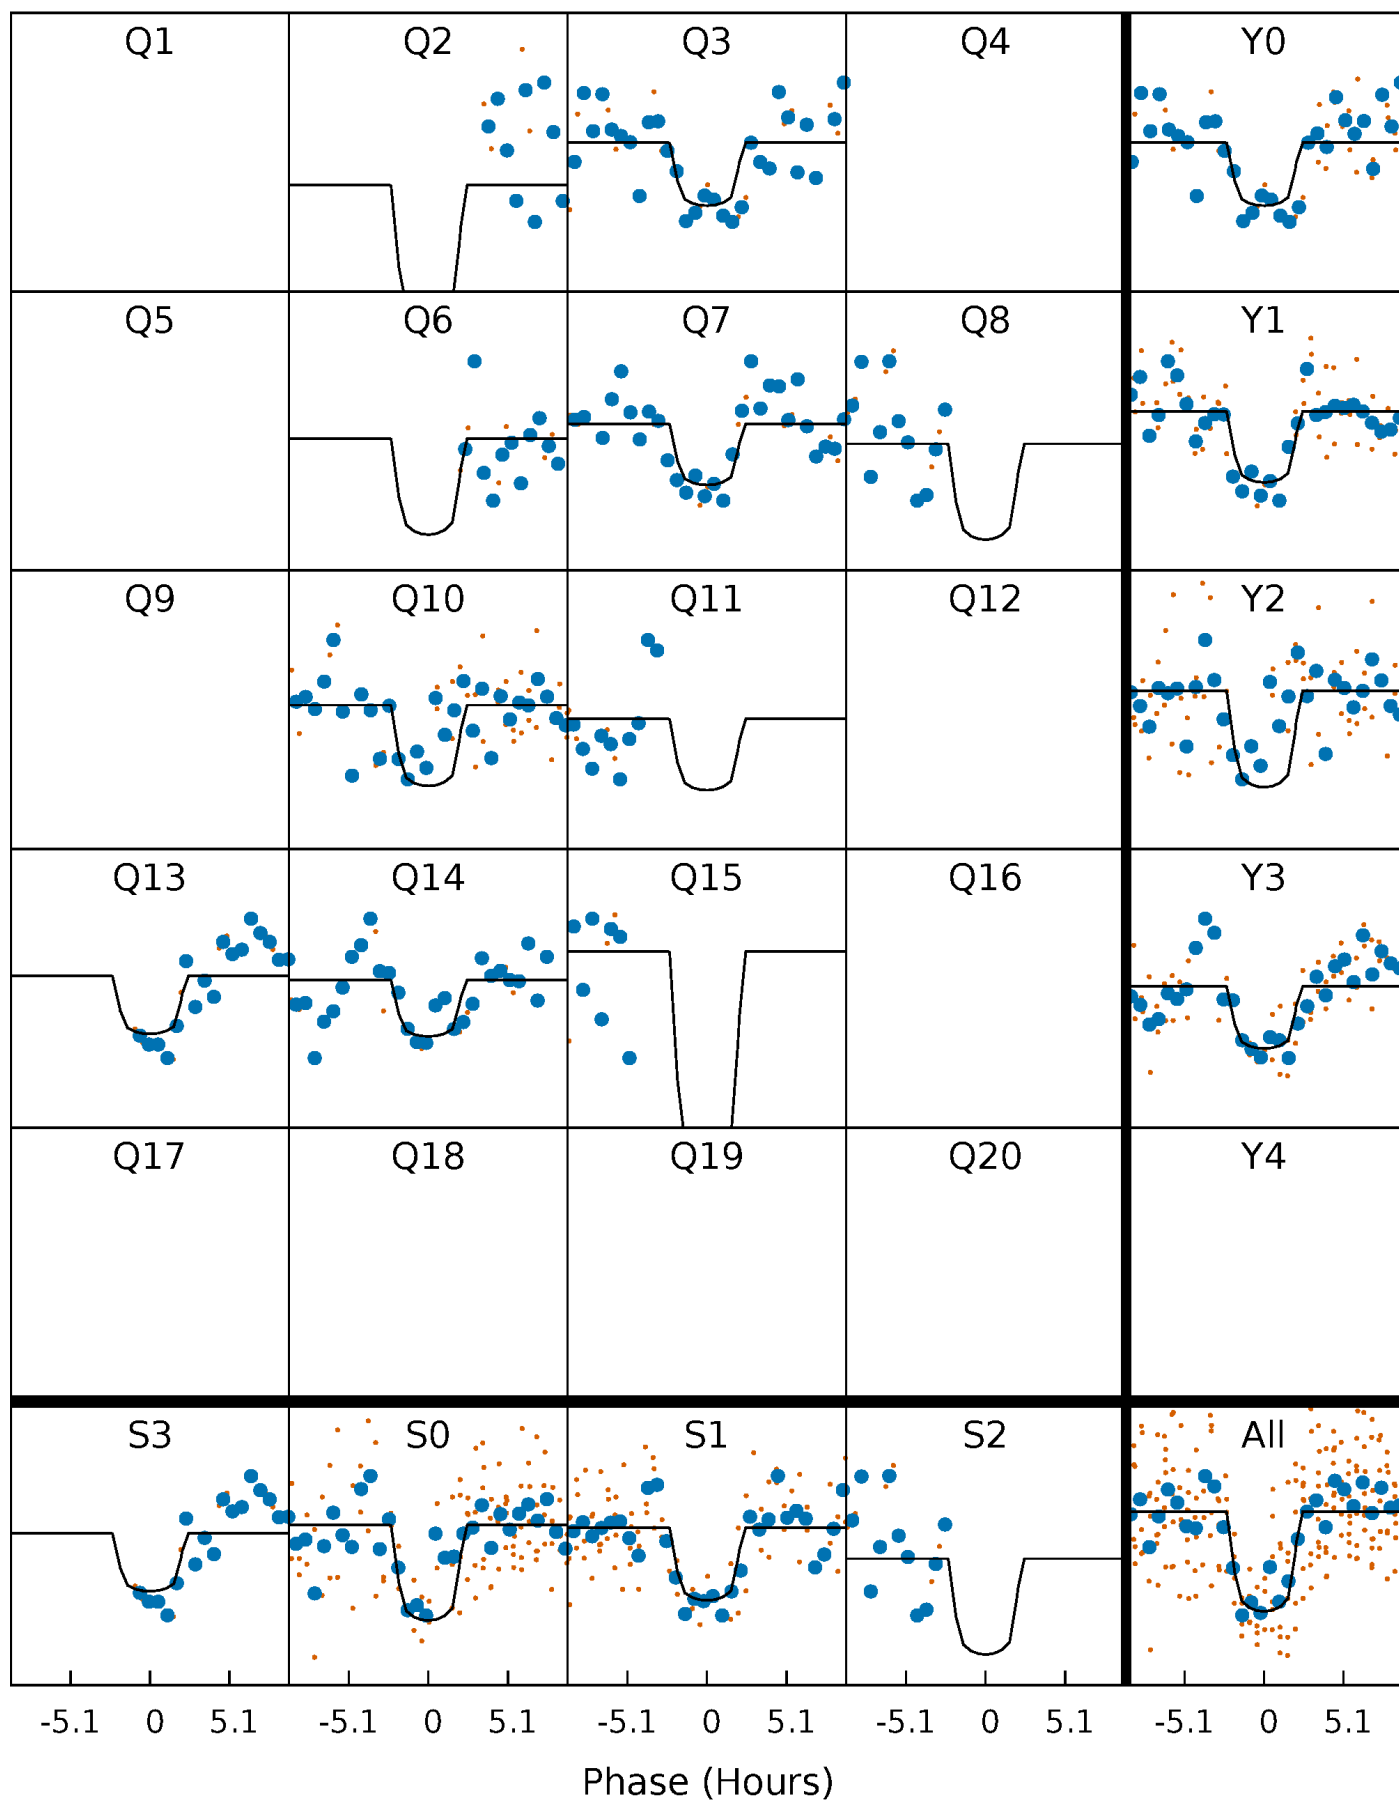 Q1 Q2 Q3 Q4 Y0
Q5 Q6 Q7 Q8 Y1
Q9 Q10 Q11 Q12 Y2
Q13 Q14 Q15 Q16 Y3
Q17 Q18 Q19 Q20 Y4
S3 S0 S1 S2 All
-5.1 0 5.1 -5.1 0 5.1 -5.1 0 5.1 -5.1 0 5.1 -5.1 0 5.1
Phase (Hours)